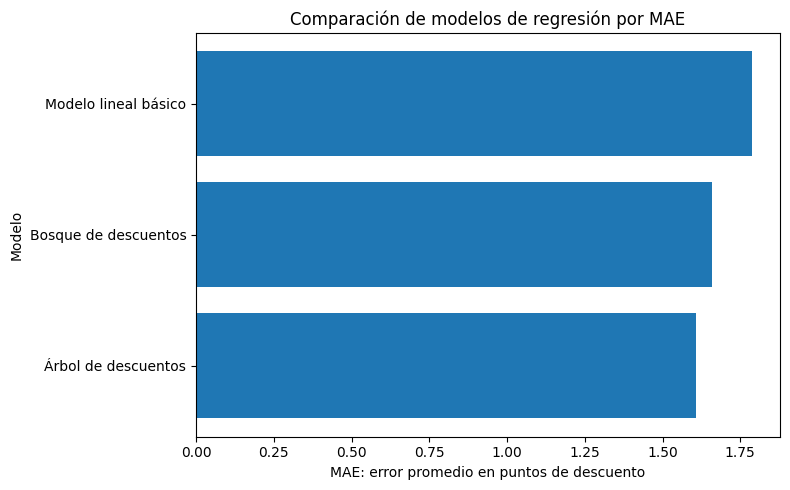 Comparación de modelos de regresión por MAE
Modelo
Modelo lineal básico
Bosque de descuentos
Árbol de descuentos
0.00 0.25 0.50 0.75 1.00 1.25 1.50 1.75
MAE: error promedio en puntos de descuento